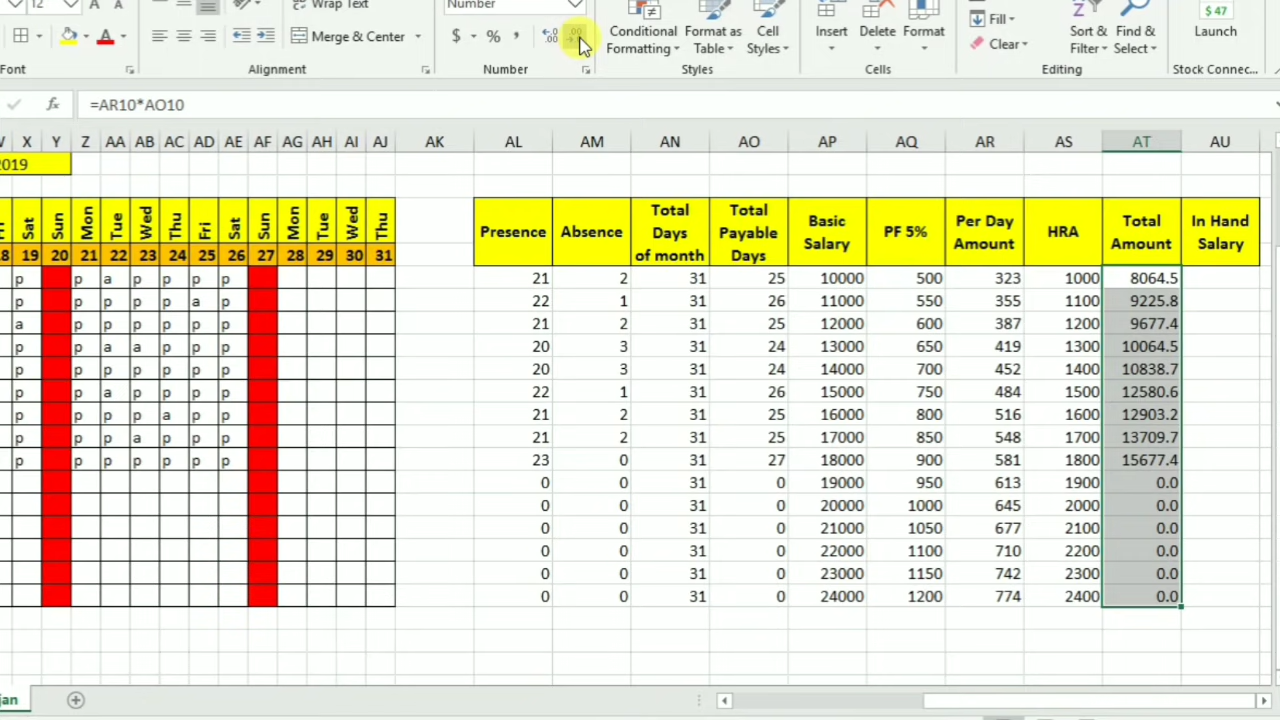 12 A A Wrap Text Number Fill $ 47
Merge & Center $ % , Conditional Formatting Format as Table Cell Styles Insert Delete Format Clear Sort & Filter Find & Select Launch
Font Alignment Number Styles Cells Editing Stock Connec...
fx =AR10*AO10
X Y Z AA AB AC AD AE AF AG AH AI AJ AK AL AM AN AO AP AQ AR AS AT AU
2019
Sat Sun Mon Tue Wed Thu Fri Sat Sun Mon Tue Wed Thu Presence Absence Total Days of month Total Payable Days Basic Salary PF 5% Per Day Amount HRA Total Amount In Hand Salary
19 20 21 22 23 24 25 26 27 28 29 30 31
p p a p p p p 21 2 31 25 10000 500 323 1000 8064.5
p p p p p a p 22 1 31 26 11000 550 355 1100 9225.8
a p p p p p p 21 2 31 25 12000 600 387 1200 9677.4
p p a a p p p 20 3 31 24 13000 650 419 1300 10064.5
p p p p p p p 20 3 31 24 14000 700 452 1400 10838.7
p p a p p p p 22 1 31 26 15000 750 484 1500 12580.6
p p p p a p p 21 2 31 25 16000 800 516 1600 12903.2
p p p a p p p 21 2 31 25 17000 850 548 1700 13709.7
p p p p p p p 23 0 31 27 18000 900 581 1800 15677.4
0 0 31 0 19000 950 613 1900 0.0
0 0 31 0 20000 1000 645 2000 0.0
0 0 31 0 21000 1050 677 2100 0.0
0 0 31 0 22000 1100 710 2200 0.0
0 0 31 0 23000 1150 742 2300 0.0
0 0 31 0 24000 1200 774 2400 0.0
jan